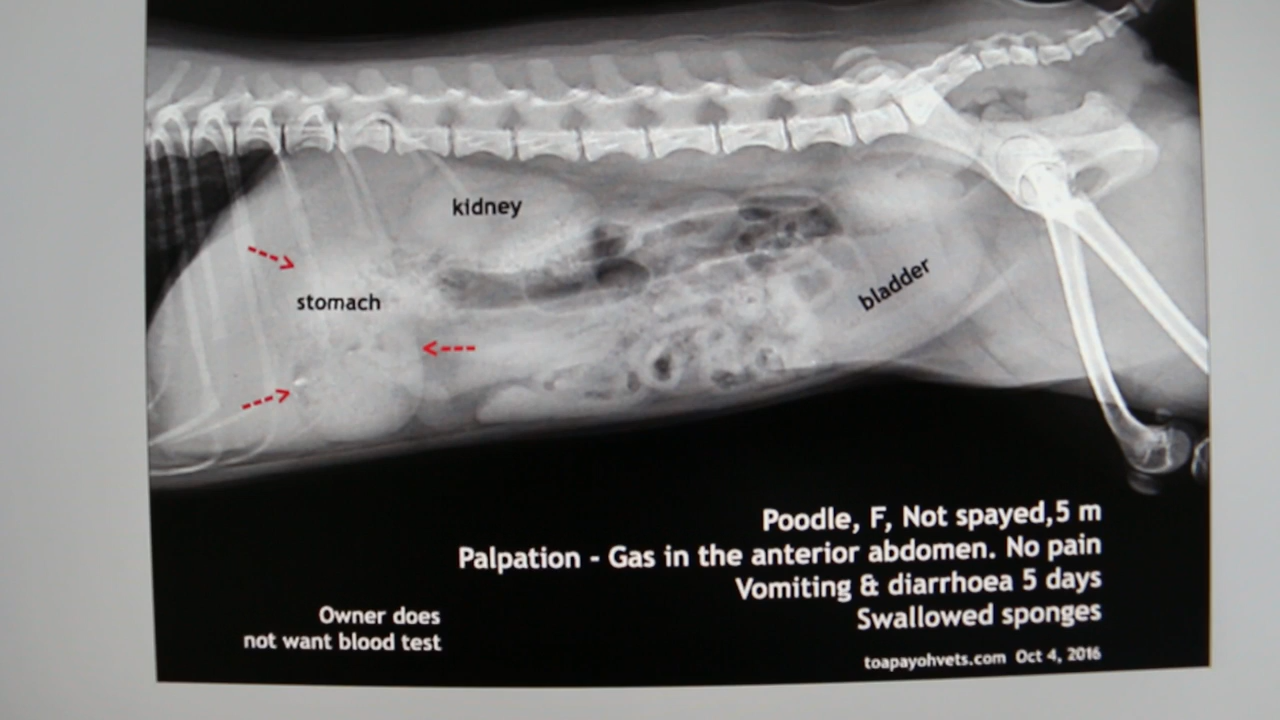 kidney
stomach
bladder
Poodle, F, Not spayed,5 m
Palpation - Gas in the anterior abdomen. No pain
Vomiting & diarrhoea 5 days
Swallowed sponges
Owner does
not want blood test
toapayohvets.com Oct 4, 2016